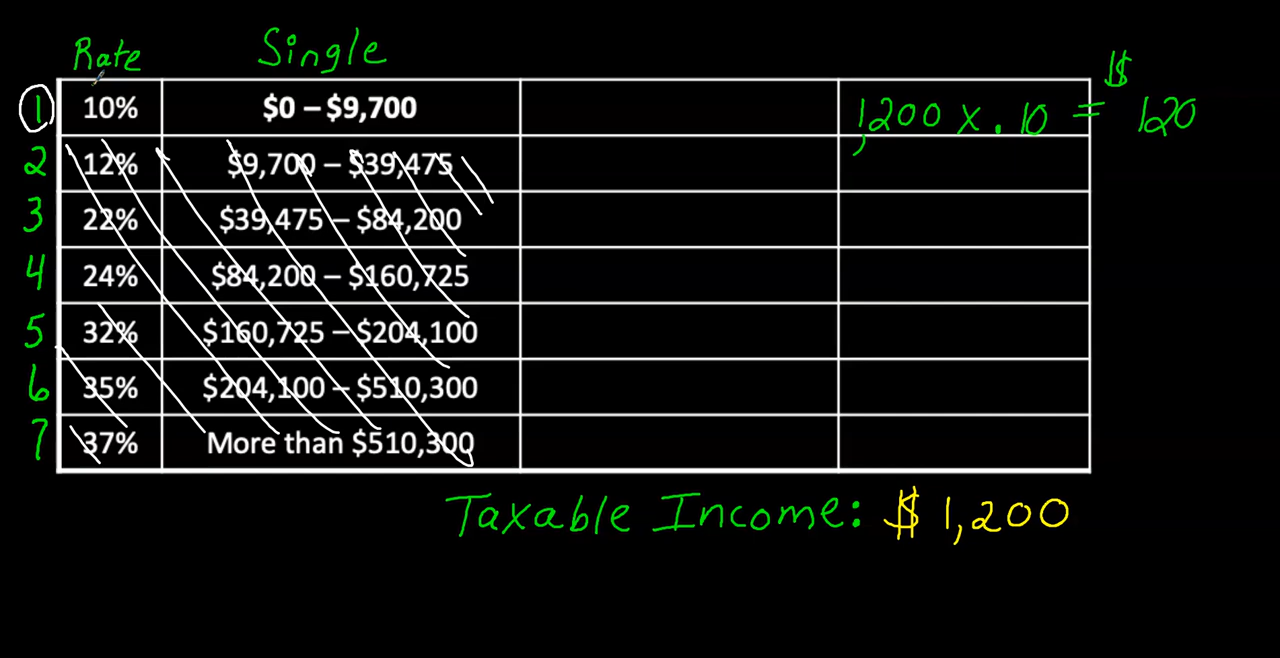 Rate Single
1 10% $0 – $9,700 1,200 x .10 = $120
2 12% $9,700 – $39,475
3 22% $39,475 – $84,200
4 24% $84,200 – $160,725
5 32% $160,725 – $204,100
6 35% $204,100 – $510,300
7 37% More than $510,300
Taxable Income: $1,200